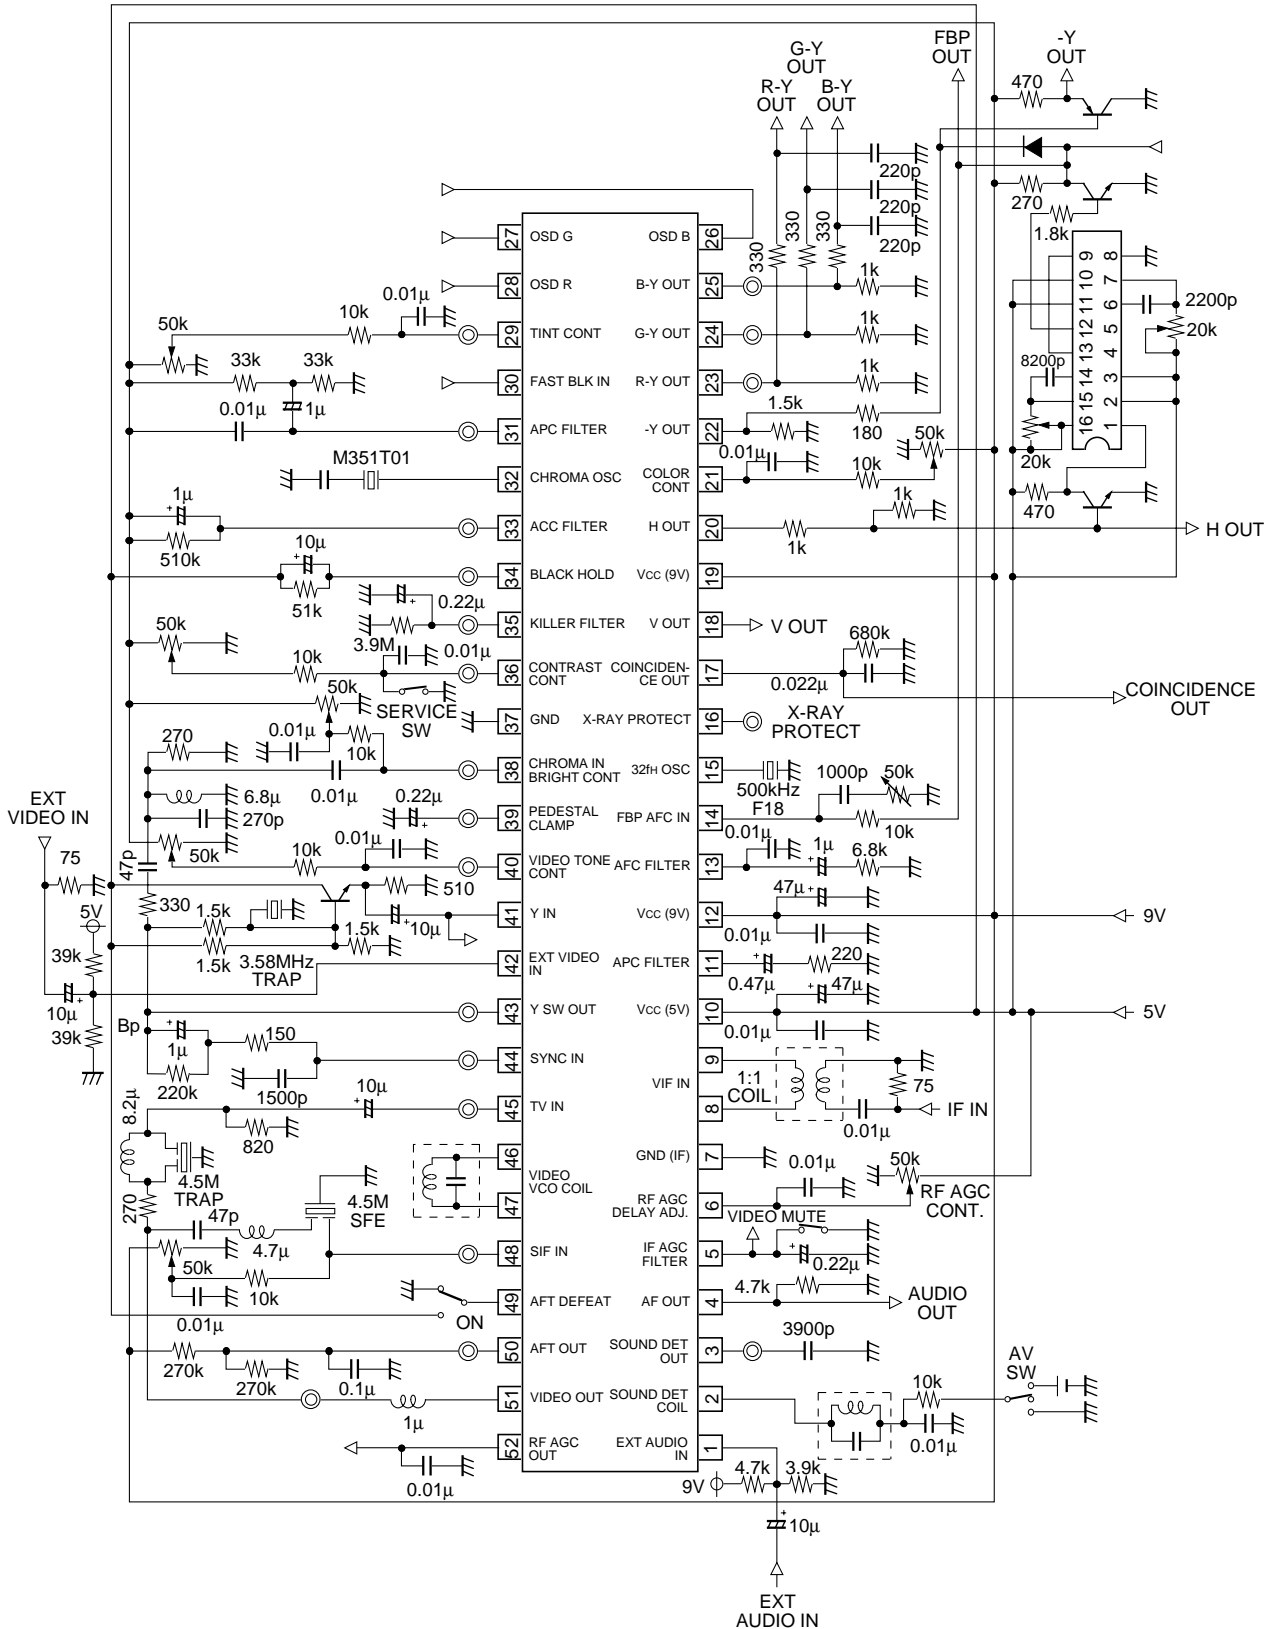 FBP
OUT
-Y
OUT
G-Y
OUT
R-Y
OUT
B-Y
OUT
470
220p
220p
220p
270
1.8k
330
330
330
27
OSD G
OSD B
26
28
OSD R
B-Y OUT
25
1k
0.01µ
10k
50k
29
TINT CONT
G-Y OUT
24
1k
33k
33k
30
FAST BLK IN
R-Y OUT
23
1k
0.01µ
1µ
31
APC FILTER
-Y OUT
22
1.5k
180
0.01µ
50k
M351T01
32
CHROMA OSC
COLOR
CONT
21
10k
9
8
10
7
11
6
12
5
13
4
14
3
15
2
16
1
2200p
20k
8200p
20k
470
1µ
510k
33
ACC FILTER
H OUT
20
1k
1k
H OUT
10µ
51k
34
BLACK HOLD
VCC (9V)
19
0.22µ
3.9M
35
KILLER FILTER
V OUT
18
V OUT
50k
10k
0.01µ
36
CONTRAST
CONT
COINCIDEN-
CE OUT
17
680k
0.022µ
COINCIDENCE
OUT
SERVICE
SW
50k
37
GND
X-RAY PROTECT
16
X-RAY
PROTECT
270
0.01µ
10k
0.01µ
38
CHROMA IN
BRIGHT CONT
32fH OSC
15
500kHz
F18
1000p
50k
EXT
VIDEO IN
6.8µ
270p
0.22µ
39
PEDESTAL
CLAMP
FBP AFC IN
14
10k
47p
50k
10k
0.01µ
40
VIDEO TONE
CONT
AFC FILTER
13
0.01µ
1µ
6.8k
75
330
510
5V
1.5k
10µ
41
Y IN
VCC (9V)
12
47µ
0.01µ
9V
39k
1.5k
3.58MHz
TRAP
1.5k
42
EXT VIDEO
IN
APC FILTER
11
0.47µ
220
10µ
39k
Bp
43
Y SW OUT
VCC (5V)
10
47µ
0.01µ
5V
1µ
220k
150
1500p
44
SYNC IN
9
VIF IN
1:1
COIL
75
8.2µ
820
10µ
45
TV IN
8
0.01µ
IF IN
4.5M
TRAP
46
VIDEO
VCO COIL
GND (IF)
7
0.01µ
50k
RF AGC
CONT.
270
47p
4.7µ
4.5M
SFE
47
RF AGC
DELAY ADJ.
6
50k
10k
0.01µ
48
SIF IN
IF AGC
FILTER
5
VIDEO MUTE
0.22µ
ON
49
AFT DEFEAT
AF OUT
4
4.7k
AUDIO
OUT
270k
270k
0.1µ
50
AFT OUT
SOUND DET
OUT
3
3900p
1µ
51
VIDEO OUT
SOUND DET
COIL
2
10k
0.01µ
AV
SW
0.01µ
52
RF AGC
OUT
EXT AUDIO
IN
1
9V
4.7k
3.9k
10µ
EXT
AUDIO IN